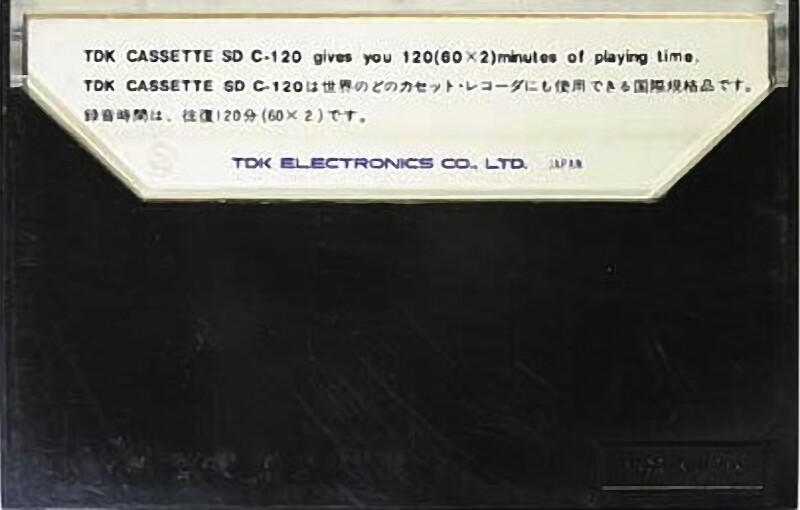 TDK CASSETTE SD C-120 gives you 120(60×2)minutes of playing time.
TDK CASSETTE SD C-120は世界のどのカセット・レコーダにも使用できる国際規格品です。
録音時間は、往復120分(60×2)です。
TDK ELECTRONICS CO., LTD. JAPAN